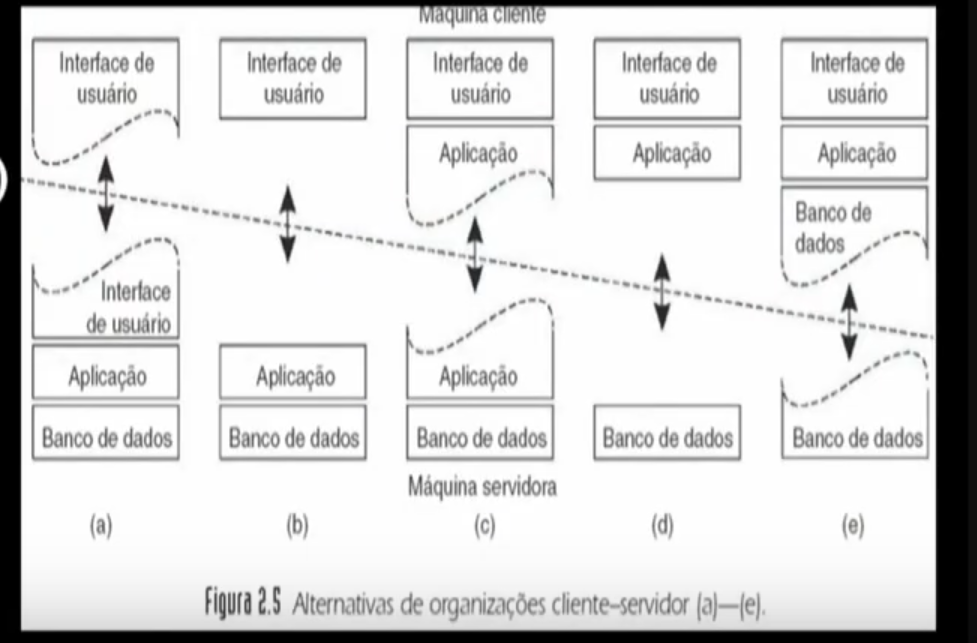 Máquina cliente
Interface de
usuário
Interface de
usuário
Interface de
usuário
Interface de
usuário
Interface de
usuário
Aplicação
Aplicação
Aplicação
Banco de
dados
Interface
de usuário
Aplicação
Aplicação
Aplicação
Banco de dados
Banco de dados
Banco de dados
Banco de dados
Banco de dados
Máquina servidora
(a)
(b)
(c)
(d)
(e)
Figura 2.5 Alternativas de organizações cliente–servidor (a)—(e).